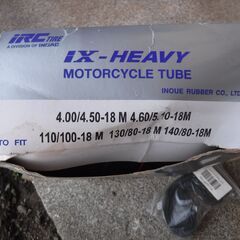 iRC TIRE
A DIVISION OF INOAC
iX-HEAVY
MOTORCYCLE TUBE
INOUE RUBBER CO., LTD
4.00/4.50-18 M 4.60/5.10-18M
TO FIT
110/100-18 M 130/80-18 M 140/80-18M